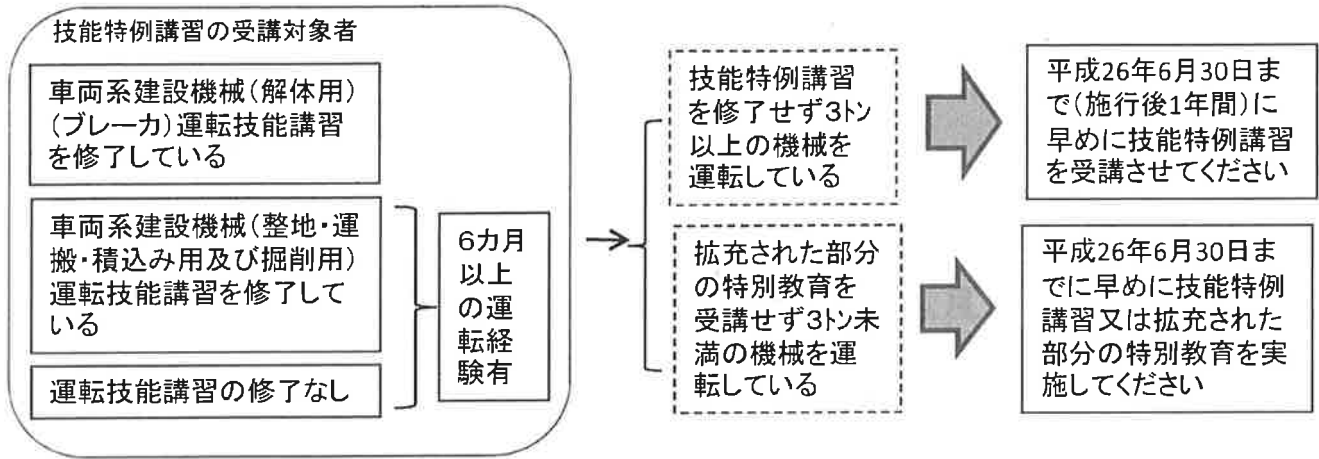 技能特例講習の受講対象者
車両系建設機械(解体用)
(ブレーカ)運転技能講習
を修了している
車両系建設機械(整地・運
搬・積込み用及び掘削用)
運転技能講習を修了して
いる
運転技能講習の修了なし
6カ月
以上
の運
転経
験有
技能特例講習
を修了せず3トン
以上の機械を
運転している
拡充された部分
の特別教育を
受講せず3トン未
満の機械を運
転している
平成26年6月30日ま
で(施行後1年間)に
早めに技能特例講習
を受講させてください
平成26年6月30日ま
でに早めに技能特例
講習又は拡充された
部分の特別教育を実
施してください